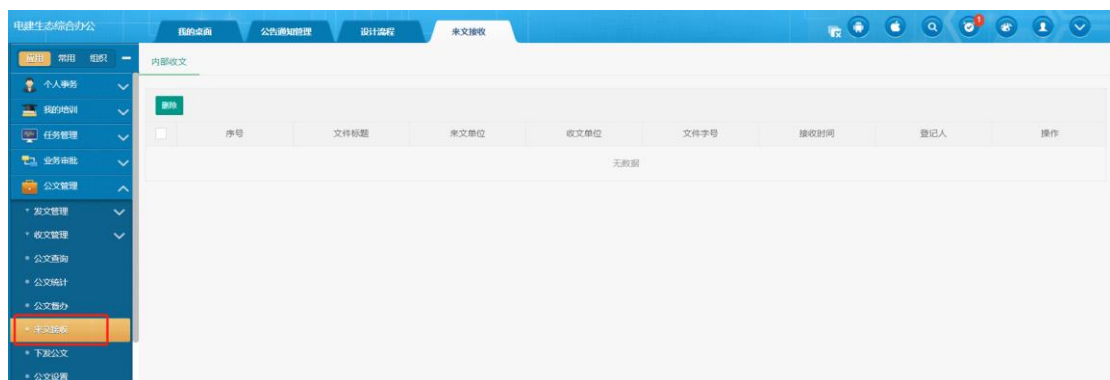 电建生态综合办公
我的桌面 公告通知管理 设计流程 来文接收
1
应用 常用 组织
内部收文
个人事务
我的培训
删除
任务管理
序号 文件标题 来文单位 收文单位 文件字号 接收时间 登记人 操作
业务审批
无数据
公文管理
发文管理
收文管理
公文查询
公文统计
公文督办
来文接收
下发公文
公文设置